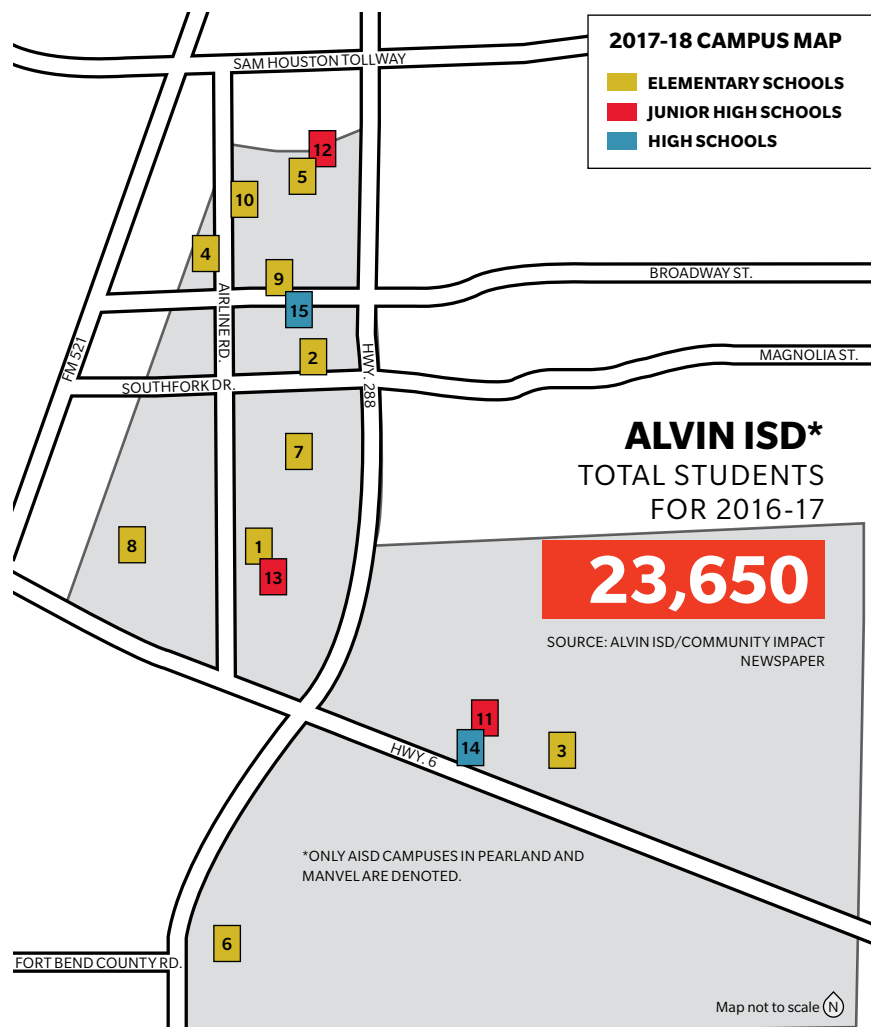 2017-18 CAMPUS MAP
ELEMENTARY SCHOOLS
JUNIOR HIGH SCHOOLS
HIGH SCHOOLS
SAM HOUSTON TOLLWAY
12
5
10
4
9
BROADWAY ST.
15
AIRLINE RD.
FM 521
2
HWY. 288
MAGNOLIA ST.
SOUTHFORK DR.
ALVIN ISD*
TOTAL STUDENTS
FOR 2016-17
23,650
SOURCE: ALVIN ISD/COMMUNITY IMPACT
NEWSPAPER
7
8
1
13
11
14
3
HWY. 6
*ONLY AISD CAMPUSES IN PEARLAND AND
MANVEL ARE DENOTED.
6
FORT BEND COUNTY RD.
Map not to scale N